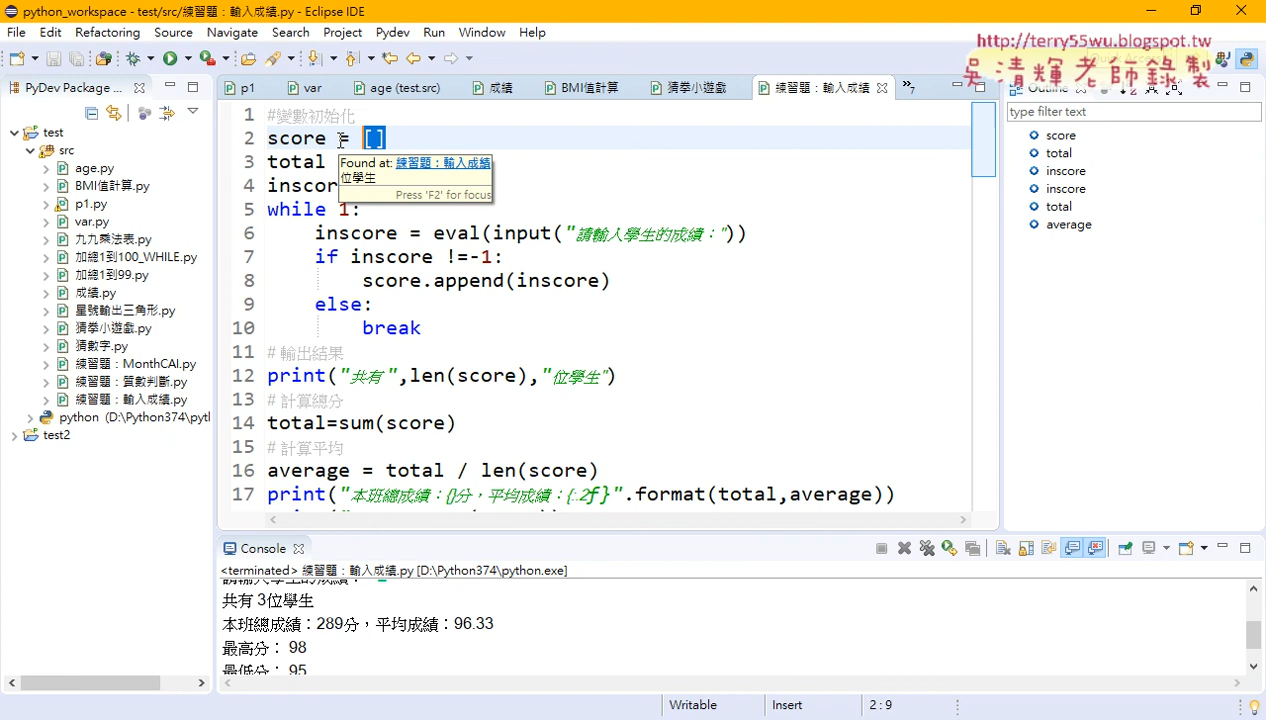 python_workspace - test/src/練習題：輸入成績.py - Eclipse IDE
File Edit Refactoring Source Navigate Search Project Pydev Run Window Help
http://terry55wu.blogspot.tw
吳清輝老師錄製
PyDev Package ...
p1 var age (test.src) 成績 BMI值計算 猜拳小遊戲 練習題：輸入成績 »7
Outline
type filter text
test
src
age.py
BMI值計算.py
p1.py
var.py
九九乘法表.py
加總1到100_WHILE.py
加總1到99.py
成績.py
星號輸出三角形.py
猜拳小遊戲.py
猜數字.py
練習題：MonthCAI.py
練習題：質數判斷.py
練習題：輸入成績.py
python (D:\Python374\pytl
test2
1 #變數初始化
2 score = []
3 total
4 inscor
5 while 1:
6 inscore = eval(input("請輸入學生的成績："))
7 if inscore !=-1:
8 score.append(inscore)
9 else:
10 break
11 # 輸出結果
12 print("共有 ",len(score),"位學生")
13 # 計算總分
14 total=sum(score)
15 # 計算平均
16 average = total / len(score)
17 print("本班總成績：{}分，平均成績：{:.2f}".format(total,average))
Found at: 練習題：輸入成績
位學生
Press 'F2' for focus
score
total
inscore
inscore
total
average
Console
<terminated> 練習題：輸入成績.py [D:\Python374\python.exe]
共有 3位學生
本班總成績：289分，平均成績：96.33
最高分： 98
最低分： 95
Writable Insert 2 : 9